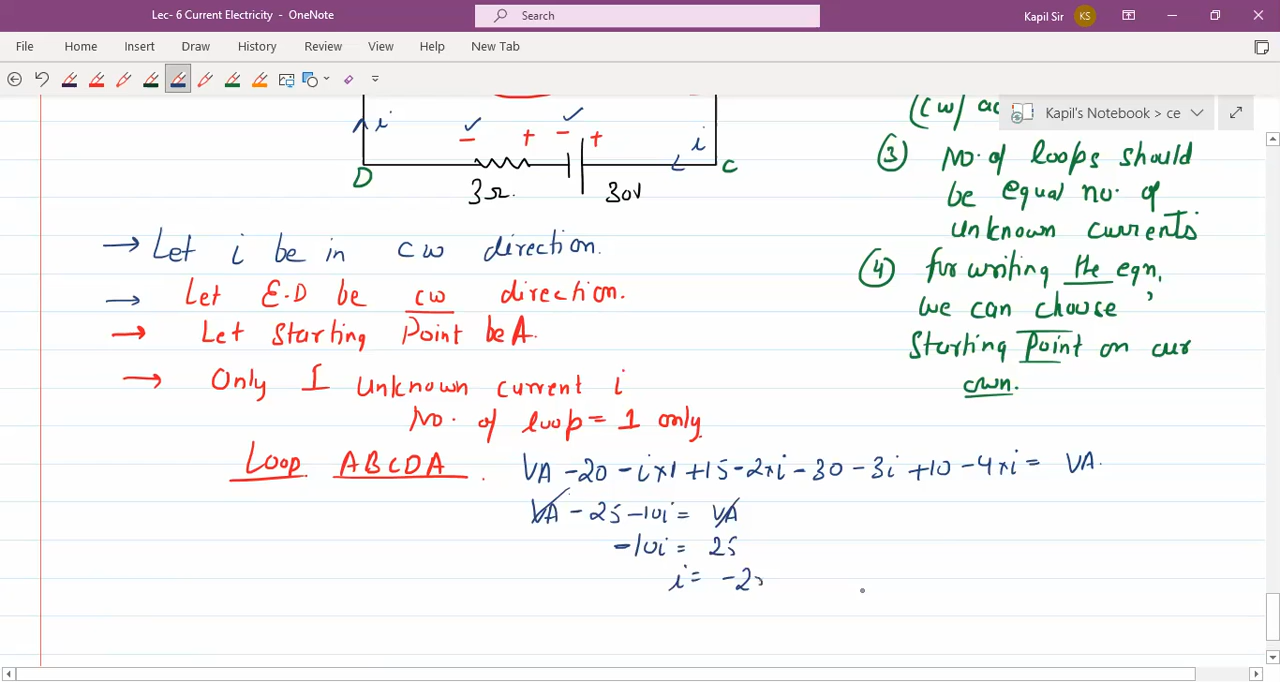 Lec- 6 Current Electricity - OneNote
Search
Kapil Sir
KS
File Home Insert Draw History Review View Help New Tab
Kapil's Notebook > ce
(cw/ ac
i
- + - +
i
D
C
3Ω
30V
→ Let i be in cw direction.
→ Let E.D be cw direction.
→ Let Starting Point be A.
→ Only 1 unknown current i
No. of loop = 1 only
Loop ABCDA. VA -20 -i×1 +15 -2×i -30 -3i +10 -4×i = VA.
VA -25 -10i = VA
-10i = 25
i = -2
③ No. of loops should
be equal no. of
unknown currents
④ for writing the eqn,
we can choose
Starting Point on our
own.